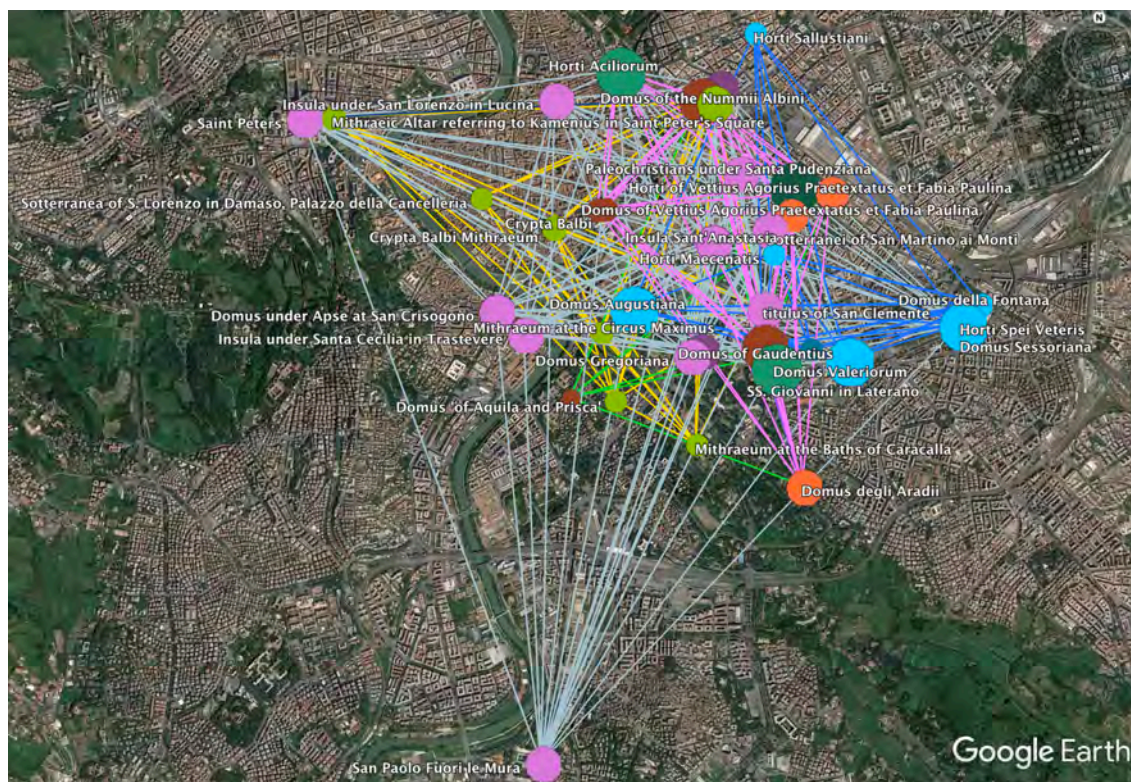 N
Horti Sallustiani
Horti Aciliorum
Domus of the Nummii Albini
Insula under San Lorenzo in Lucina
Saint Peters
Mithraeic Altar referring to Kamenius in Saint Peter's Square
Paleochristians under Santa Pudenziana
Horti of Vettius Agorius Praetextatus et Fabia Paulina
Sotterranea of S. Lorenzo in Damaso, Palazzo della Cancelleria
Domus of Vettius Agorius Praetextatus et Fabia Paulina
Crypta Balbi
Crypta Balbi Mithraeum
Insula Sant Anastasia
otterranei of San Martino ai Monti
Horti Maecenatis
Domus Augustiana
Domus della Fontana
Domus under Apse at San Crisogono
titulus of San Clemente
Mithraeum at the Circus Maximus
Horti Spei Veteris
Insula under Santa Cecilia in Trastevere
Domus Sessoriana
Domus of Gaudentius
Domus Gregoriana
Domus Valeriorum
SS. Giovanni in Laterano
Domus 'of Aquila and Prisca'
Mithraeum at the Baths of Caracalla
Domus degli Aradii
San Paolo Fuori le Mura
Google Earth